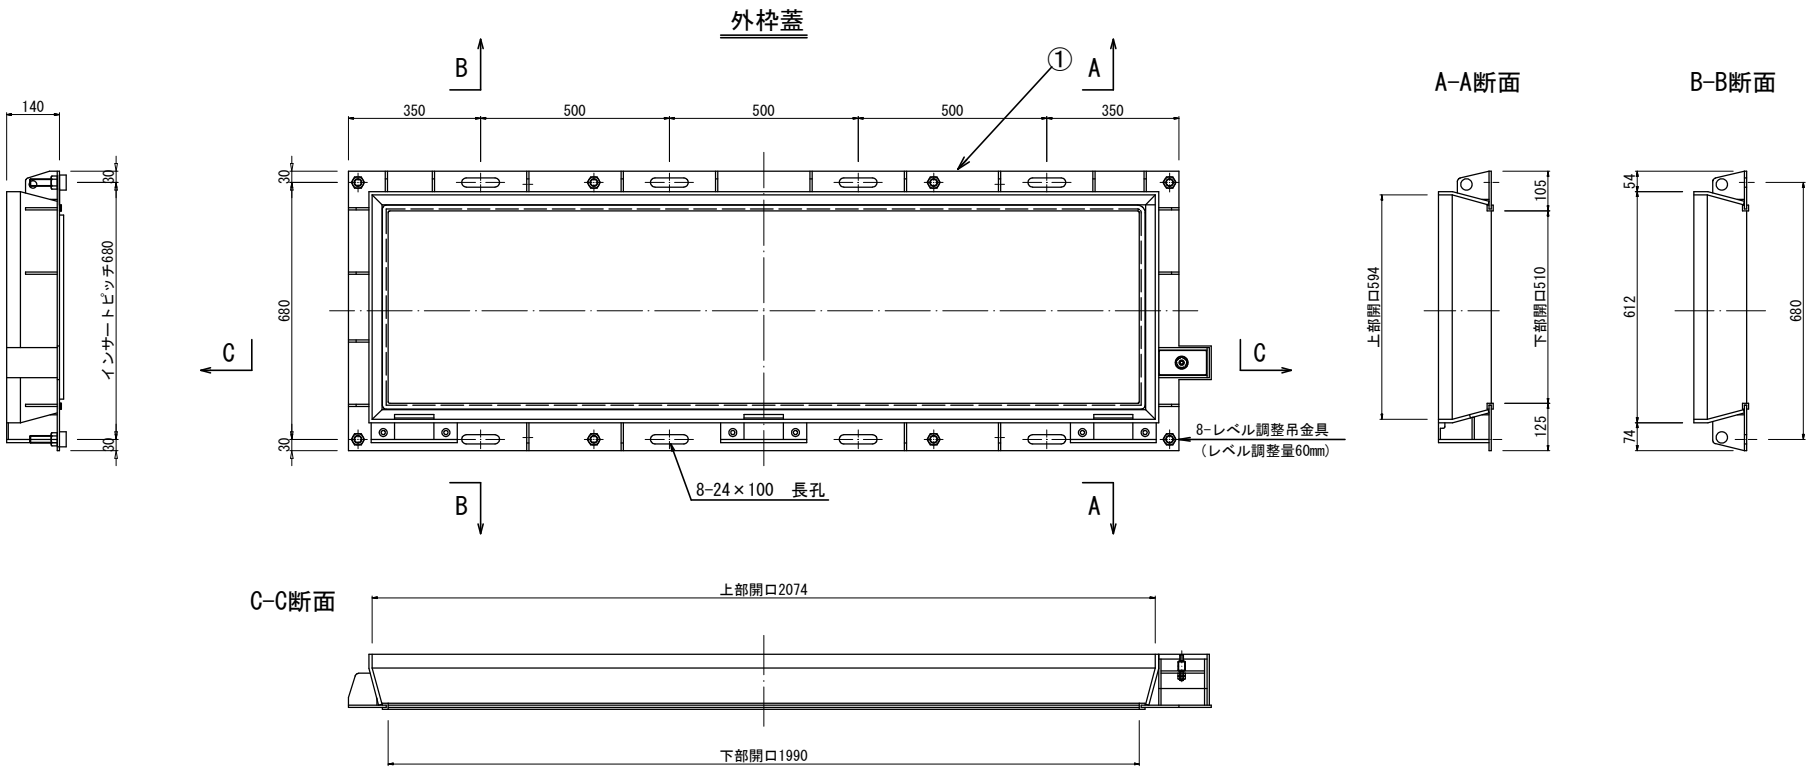 外枠蓋
B
①
A
A-A断面
B-B断面
140
350
500
500
500
350
30
インサートピッチ680
30
30
680
30
C
C
8-レベル調整吊金具
(レベル調整量60mm)
8-24×100 長孔
B
A
上部開口594
105
下部開口510
125
54
612
74
680
C-C断面
上部開口2074
下部開口1990